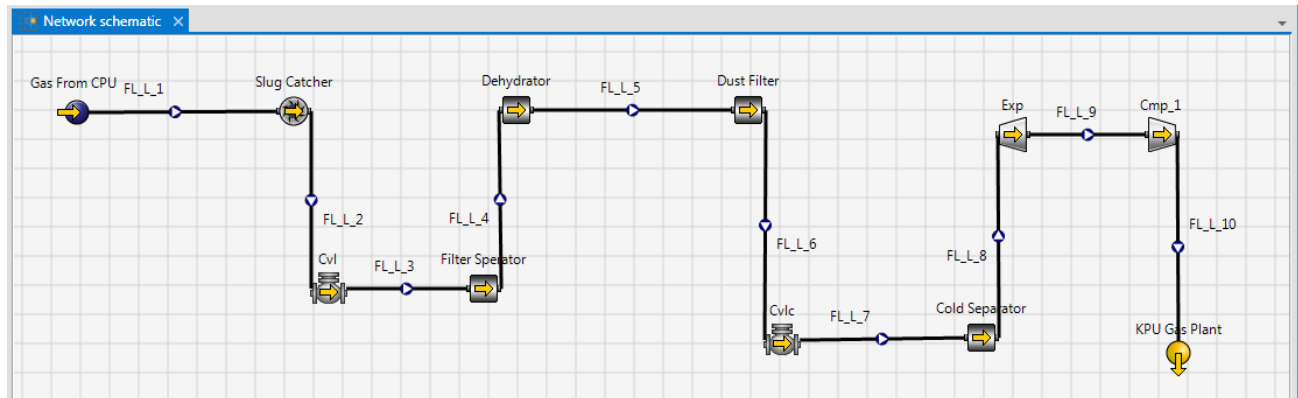 Network schematic
Gas From CPU
FL_L_1
Slug Catcher
Dehydrator
FL_L_5
Dust Filter
Exp
FL_L_9
Cmp_1
FL_L_2
FL_L_4
FL_L_6
FL_L_10
FL_L_8
Cvl
FL_L_3
Filter Sperator
Cvlc
FL_L_7
Cold Separator
KPU Gas Plant